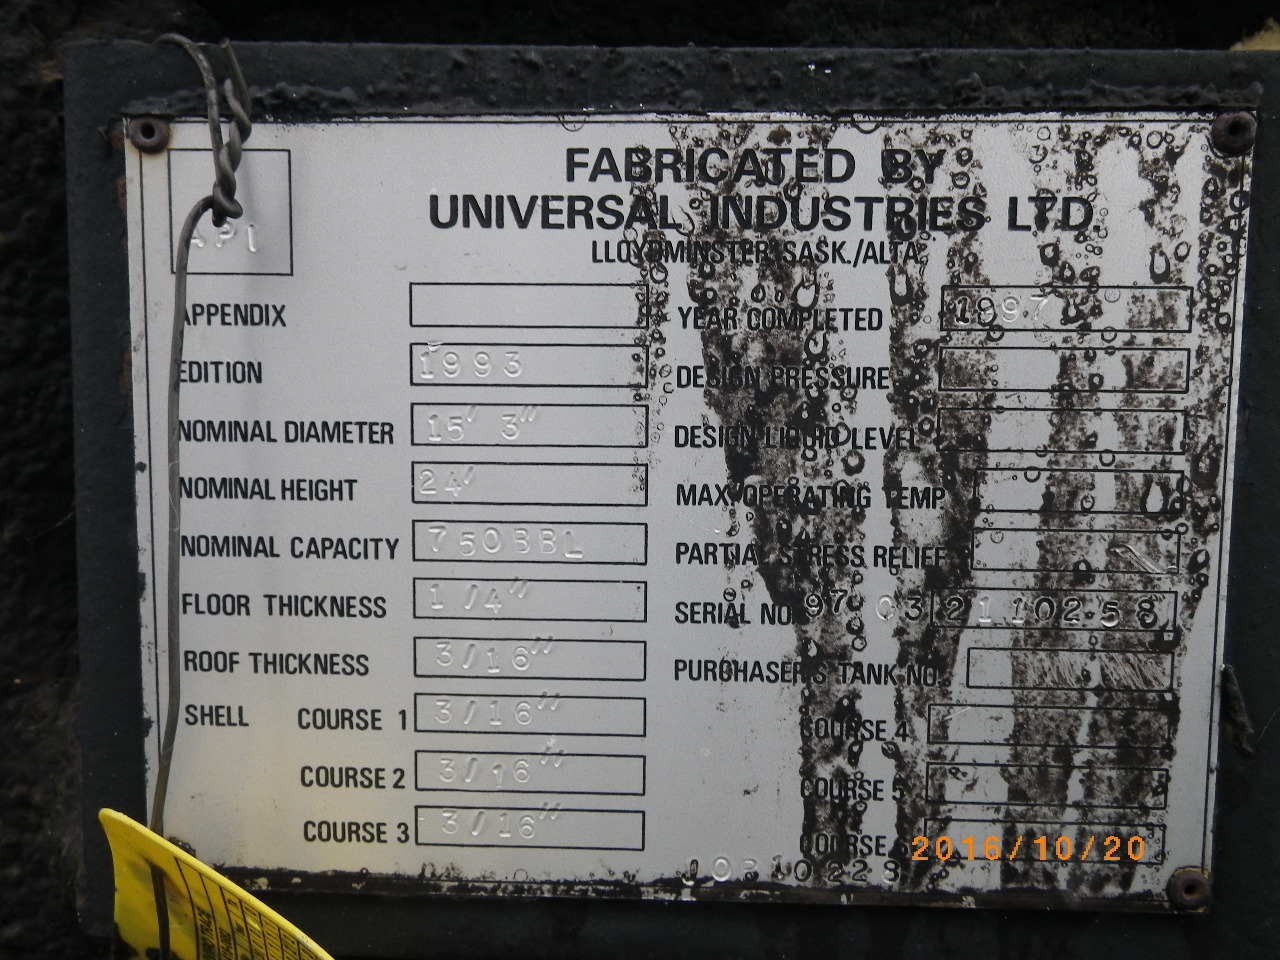 FABRICATED BY
UNIVERSAL INDUSTRIES LTD
LLOYDMINSTER SASK./ALTA.
API
APPENDIX
EDITION 1993
NOMINAL DIAMETER 15' 3"
NOMINAL HEIGHT 24'
NOMINAL CAPACITY 750BBL
FLOOR THICKNESS 1/4"
ROOF THICKNESS 3/16"
SHELL COURSE 1 3/16"
COURSE 2 3/16"
COURSE 3 3/16"
YEAR COMPLETED 1997
DESIGN PRESSURE
DESIGN LIQUID LEVEL
MAX. OPERATING TEMP.
PARTIAL STRESS RELIEF
SERIAL NO. 97 03 2110258
PURCHASER'S TANK NO.
COURSE 4
COURSE 5
COURSE 6
2016/10/20